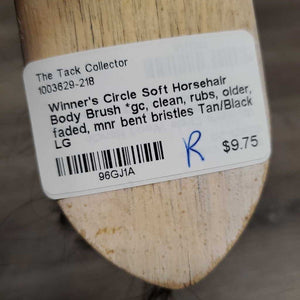 The Tack Collector
1003629-218
Winner's Circle Soft Horsehair
Body Brush *gc, clean, rubs, older,
faded, mnr bent bristles Tan/Black
LG
R $9.75
96GJ1A